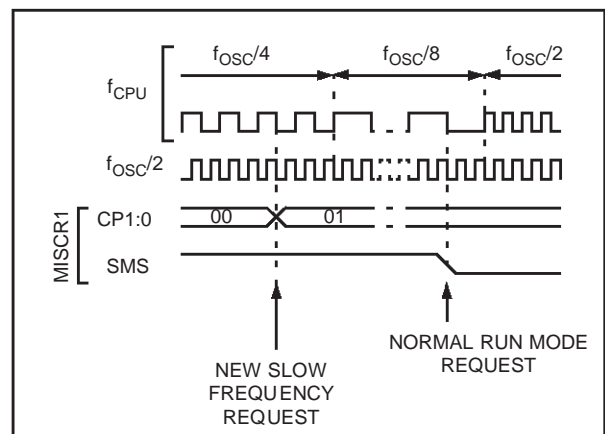 fOSC/4 fOSC/8 fOSC/2
fCPU
fOSC/2
MISCR1
CP1:0 00 01
SMS
NEW SLOW
FREQUENCY
REQUEST
NORMAL RUN MODE
REQUEST